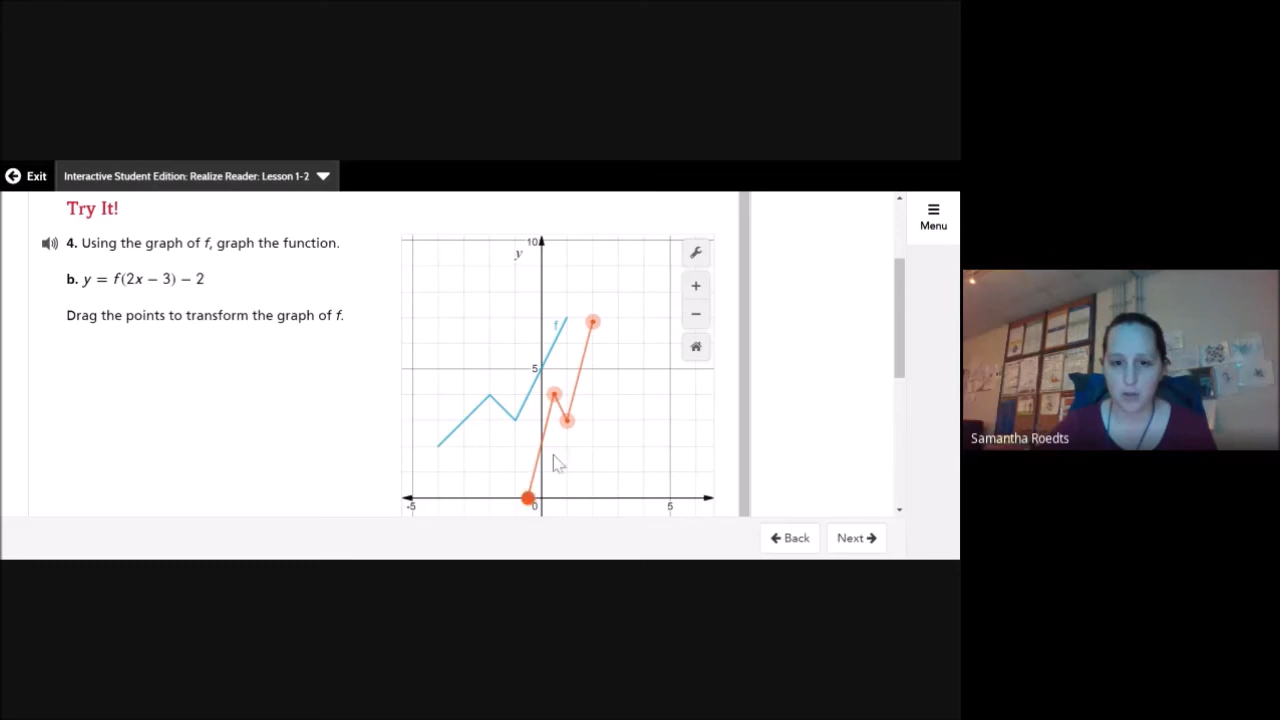 Exit
Interactive Student Edition: Realize Reader: Lesson 1-2
Try It!
4. Using the graph of f, graph the function.
b. y = f(2x − 3) − 2
Drag the points to transform the graph of f.
10
y
f
5
-5
0
5
+
−
Menu
Samantha Roedts
Back
Next